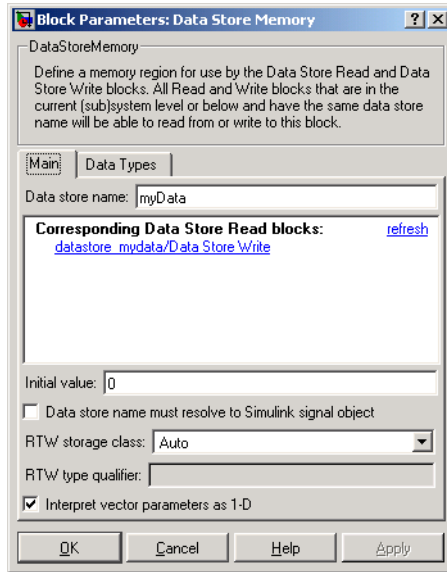 Block Parameters: Data Store Memory
DataStoreMemory
Define a memory region for use by the Data Store Read and Data
Store Write blocks. All Read and Write blocks that are in the
current (sub)system level or below and have the same data store
name will be able to read from or write to this block.
Main Data Types
Data store name: myData
Corresponding Data Store Read blocks: refresh
datastore_mydata/Data Store Write
Initial value: 0
Data store name must resolve to Simulink signal object
RTW storage class: Auto
RTW type qualifier:
Interpret vector parameters as 1-D
OK Cancel Help Apply